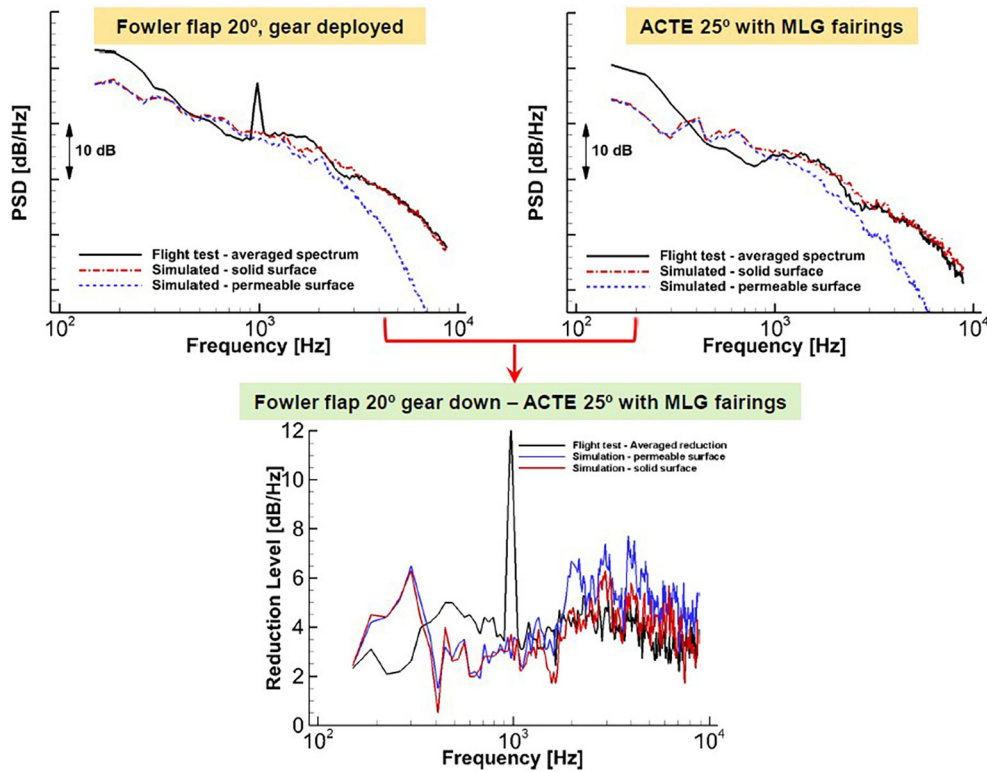 Fowler flap 20º, gear deployed
PSD [dB/Hz]
10 dB
Flight test - averaged spectrum
Simulated - solid surface
Simulated - permeable surface
10² 10³ 10⁴
Frequency [Hz]
ACTE 25º with MLG fairings
PSD [dB/Hz]
10 dB
Flight test - averaged spectrum
Simulated - solid surface
Simulated - permeable surface
10² 10³ 10⁴
Frequency [Hz]
Fowler flap 20º gear down – ACTE 25º with MLG fairings
Reduction Level [dB/Hz]
12
10
8
6
4
2
0
Flight test - Averaged reduction
Simulation - permeable surface
Simulation - solid surface
10² 10³ 10⁴
Frequency [Hz]